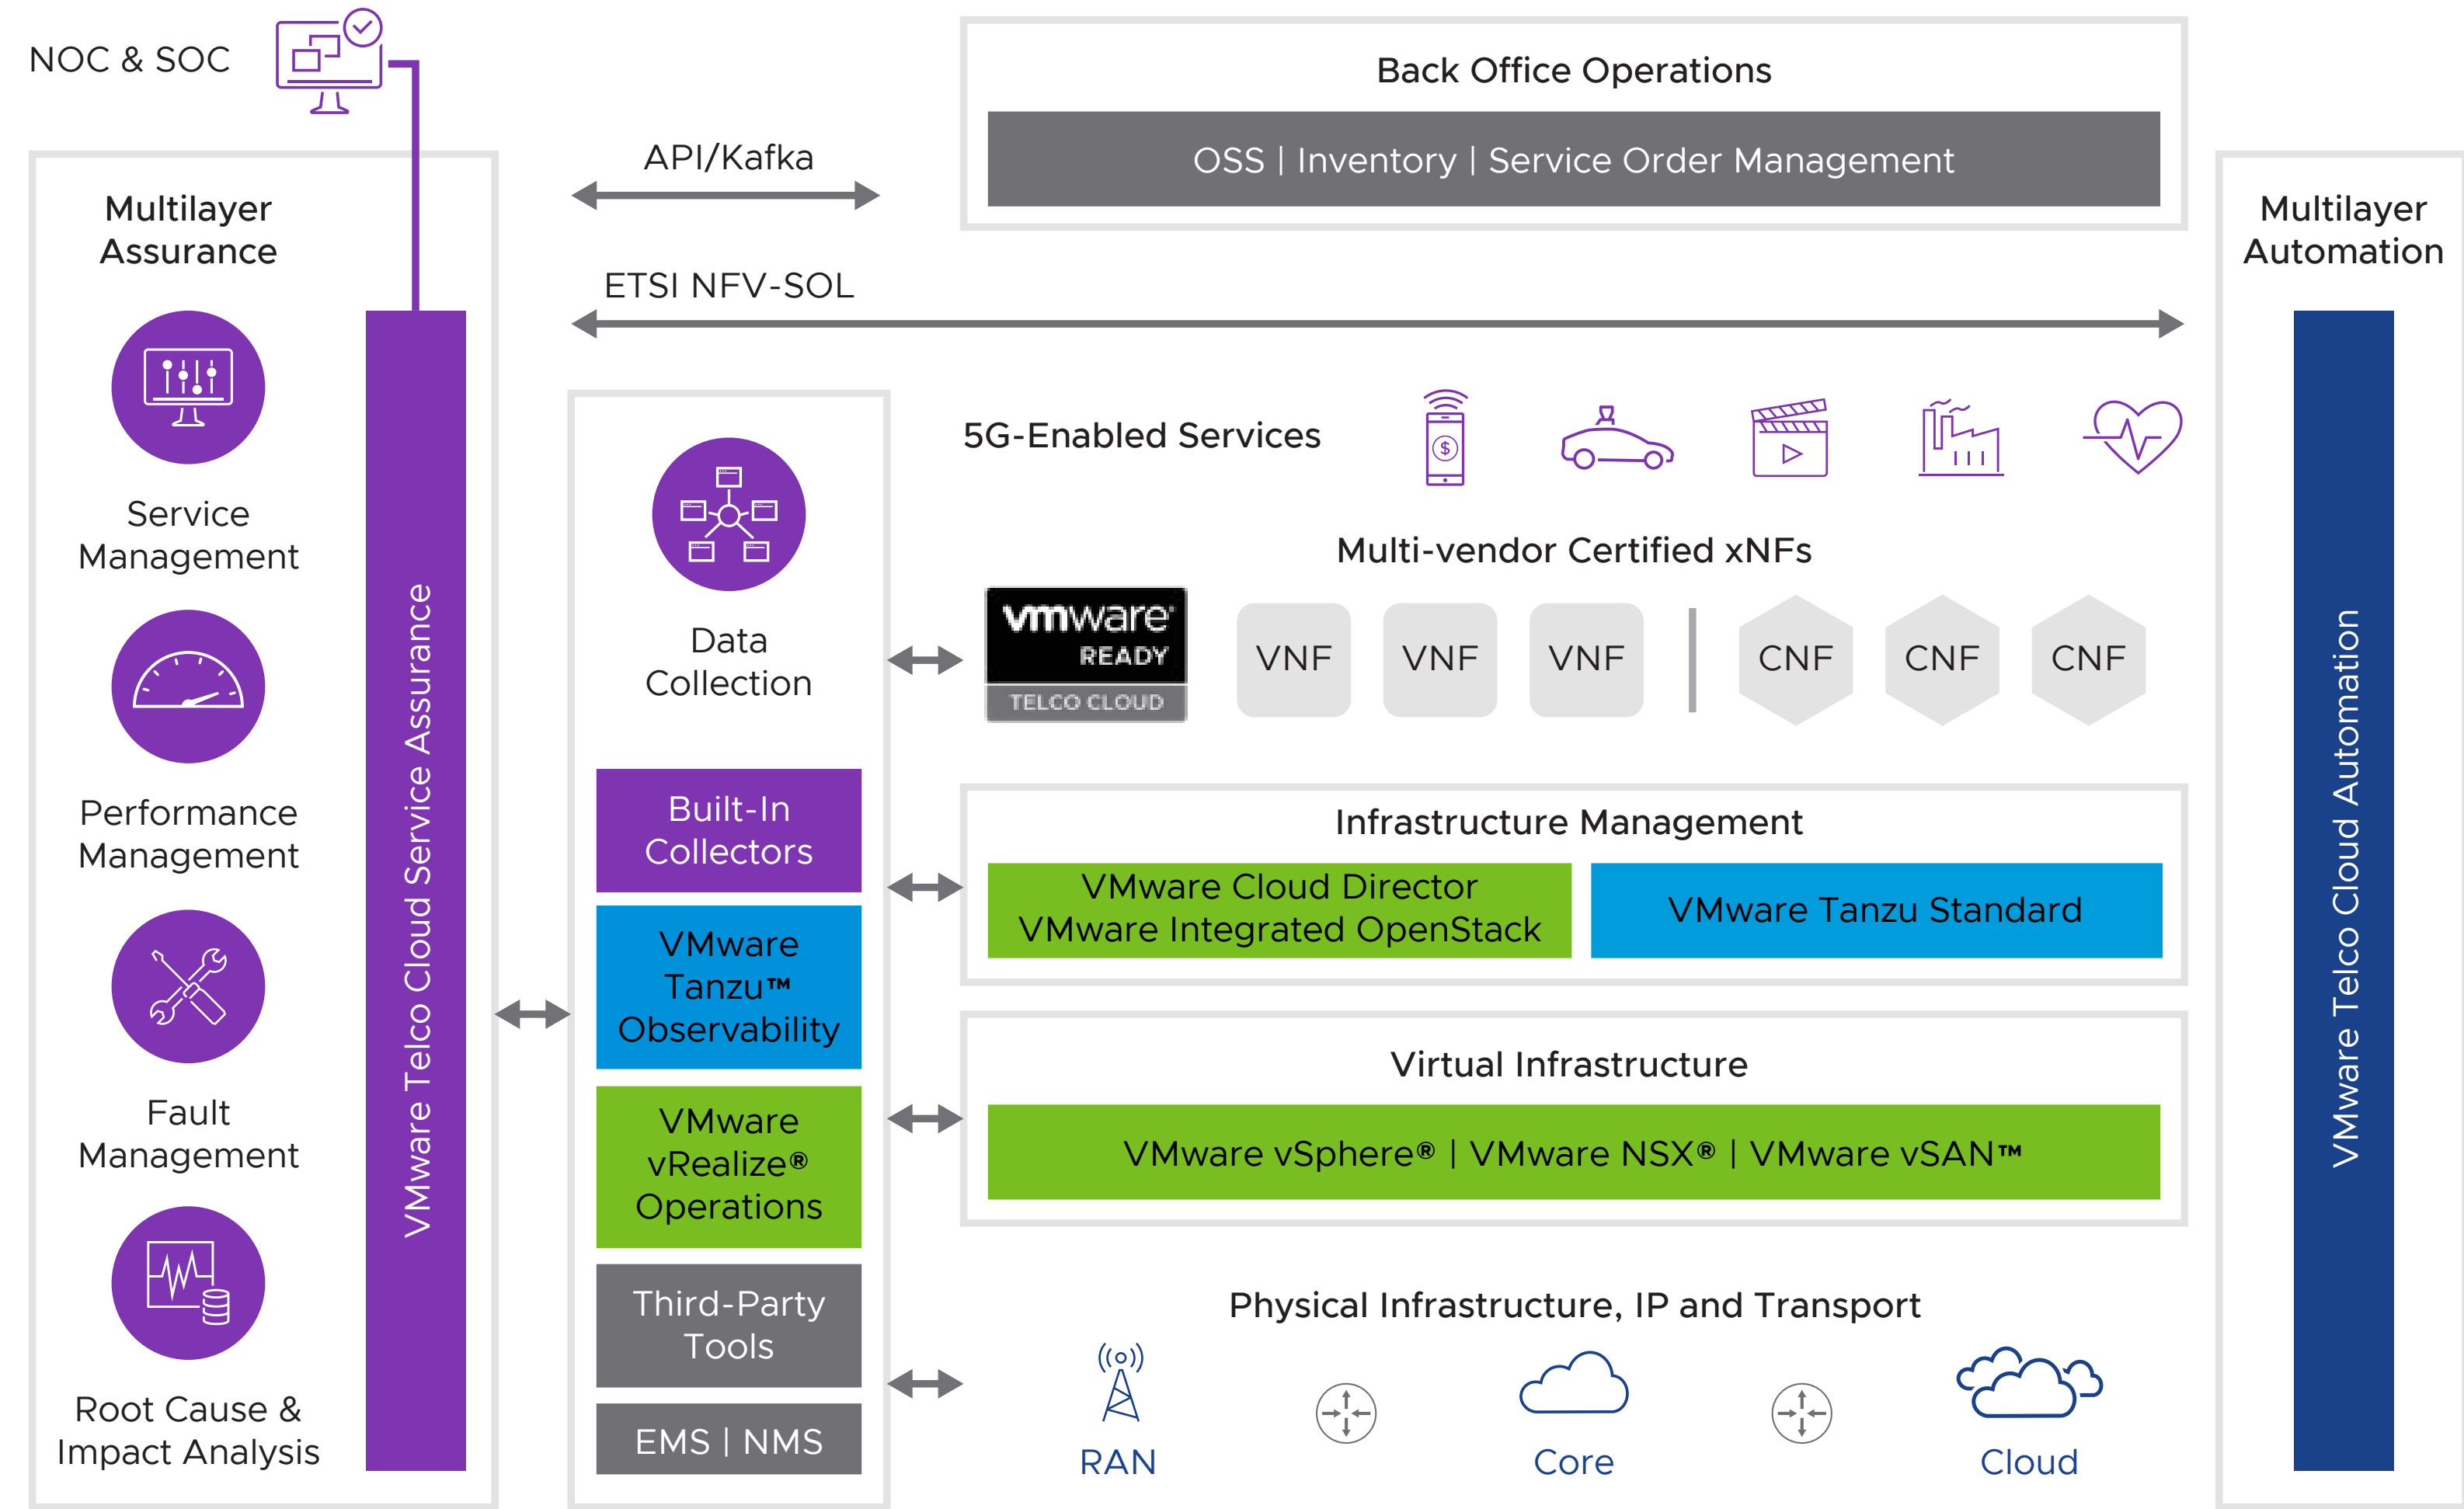 NOC & SOC
Multilayer
Assurance
Service
Management
Performance
Management
Fault
Management
Root Cause &
Impact Analysis
VMware Telco Cloud Service Assurance
API/Kafka
ETSI NFV-SOL
Back Office Operations
OSS | Inventory | Service Order Management
Data
Collection
Built-In
Collectors
VMware
Tanzu™
Observability
VMware
vRealize®
Operations
Third-Party
Tools
EMS | NMS
5G-Enabled Services
$
Multi-vendor Certified xNFs
vmware®
READY
TELCO CLOUD
VNF VNF VNF CNF CNF CNF
Infrastructure Management
VMware Cloud Director
VMware Integrated OpenStack
VMware Tanzu Standard
Virtual Infrastructure
VMware vSphere® | VMware NSX® | VMware vSAN™
Physical Infrastructure, IP and Transport
RAN Core Cloud
Multilayer
Automation
VMware Telco Cloud Automation